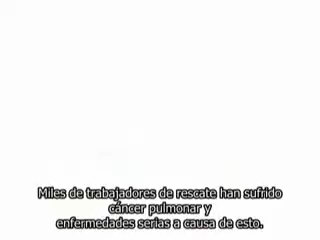 Miles de trabajadores de rescate han sufrido
cáncer pulmonar y
enfermedades serias a causa de esto.